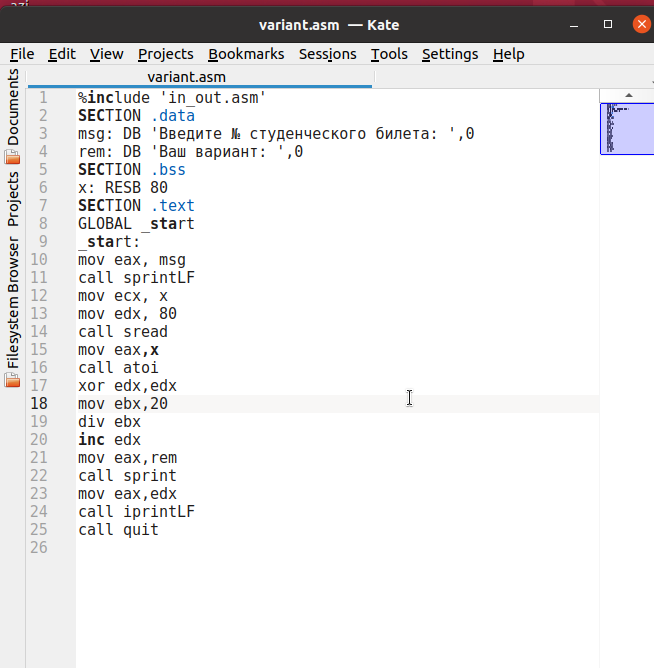 variant.asm — Kate
File Edit View Projects Bookmarks Sessions Tools Settings Help
variant.asm
Documents
Projects
Filesystem Browser
1 %include 'in_out.asm'
2 SECTION .data
3 msg: DB 'Введите № студенческого билета: ',0
4 rem: DB 'Ваш вариант: ',0
5 SECTION .bss
6 x: RESB 80
7 SECTION .text
8 GLOBAL _start
9 _start:
10 mov eax, msg
11 call sprintLF
12 mov ecx, x
13 mov edx, 80
14 call sread
15 mov eax,x
16 call atoi
17 xor edx,edx
18 mov ebx,20
19 div ebx
20 inc edx
21 mov eax,rem
22 call sprint
23 mov eax,edx
24 call iprintLF
25 call quit
26